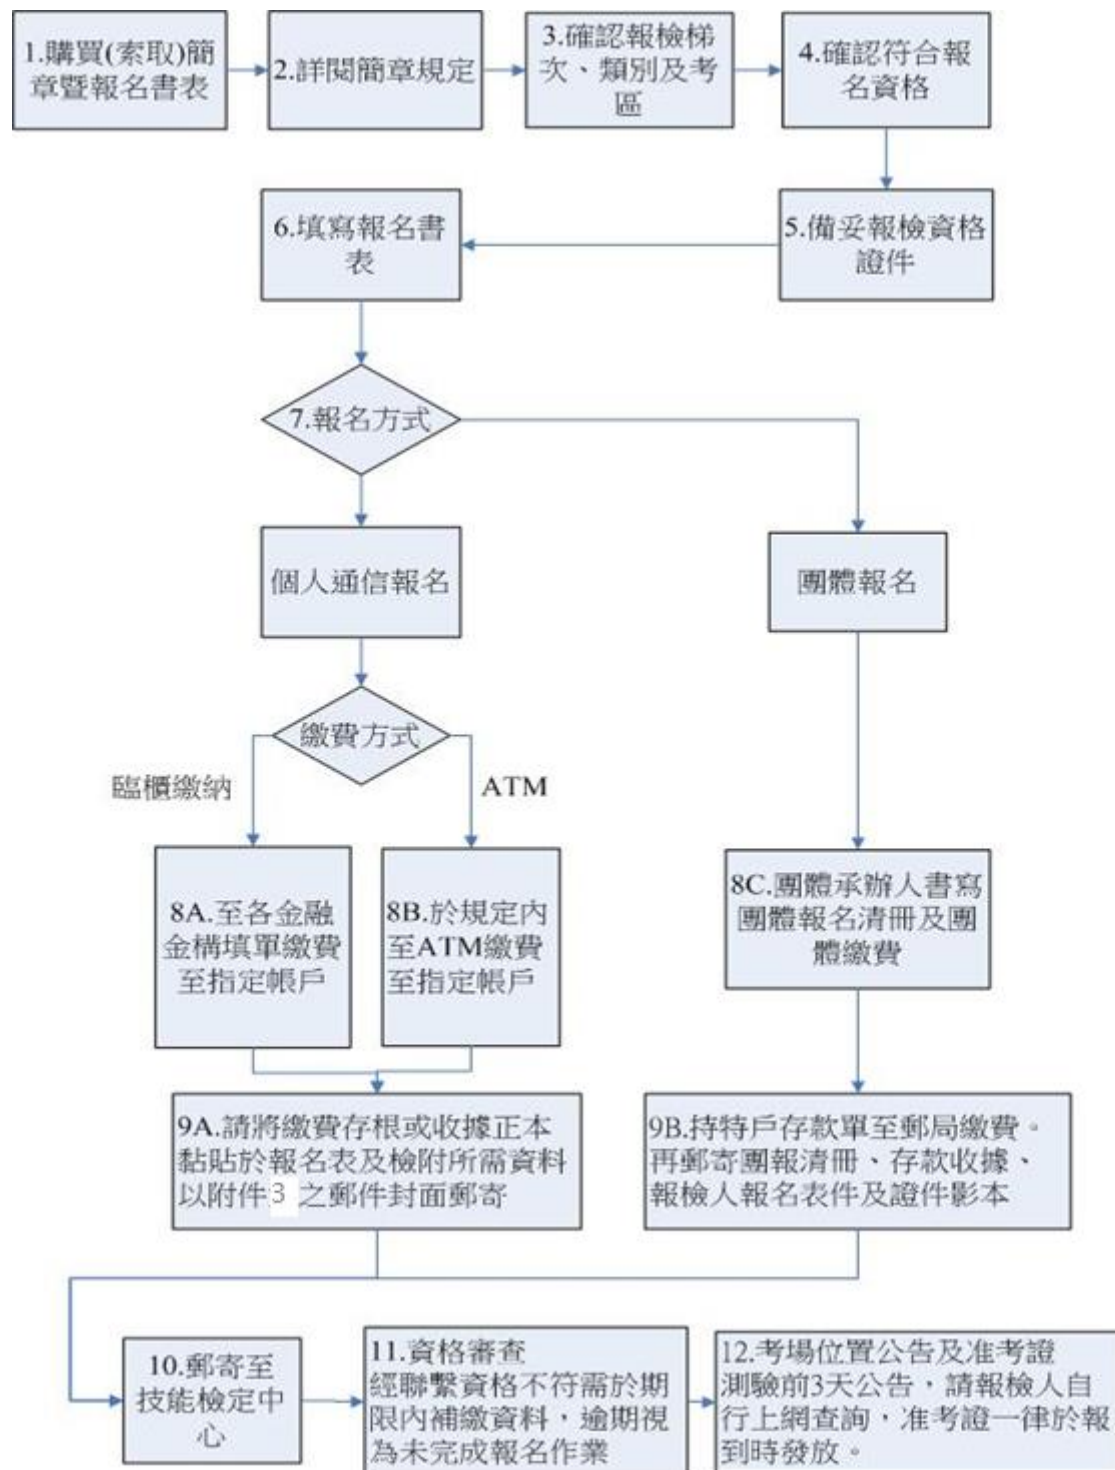 1.購買(索取)簡
章暨報名書表
2.詳閱簡章規定
3.確認報檢梯
次、類別及考
區
4.確認符合報
名資格
5.備妥報檢資格
證件
6.填寫報名書
表
7.報名方式
個人通信報名
團體報名
繳費方式
臨櫃繳納
ATM
8A.至各金融
金構填單繳費
至指定帳戶
8B.於規定內
至ATM繳費
至指定帳戶
8C.團體承辦人書寫
團體報名清冊及團
體繳費
9A.請將繳費存根或收據正本
黏貼於報名表及檢附所需資料
以附件3 之郵件封面郵寄
9B.持特戶存款單至郵局繳費。
再郵寄團報清冊、存款收據、
報檢人報名表件及證件影本
10.郵寄至
技能檢定中
心
11.資格審查
經聯繫資格不符需於期
限內補繳資料，逾期視
為未完成報名作業
12.考場位置公告及准考證
測驗前3天公告，請報檢人自
行上網查詢，准考證一律於報
到時發放。